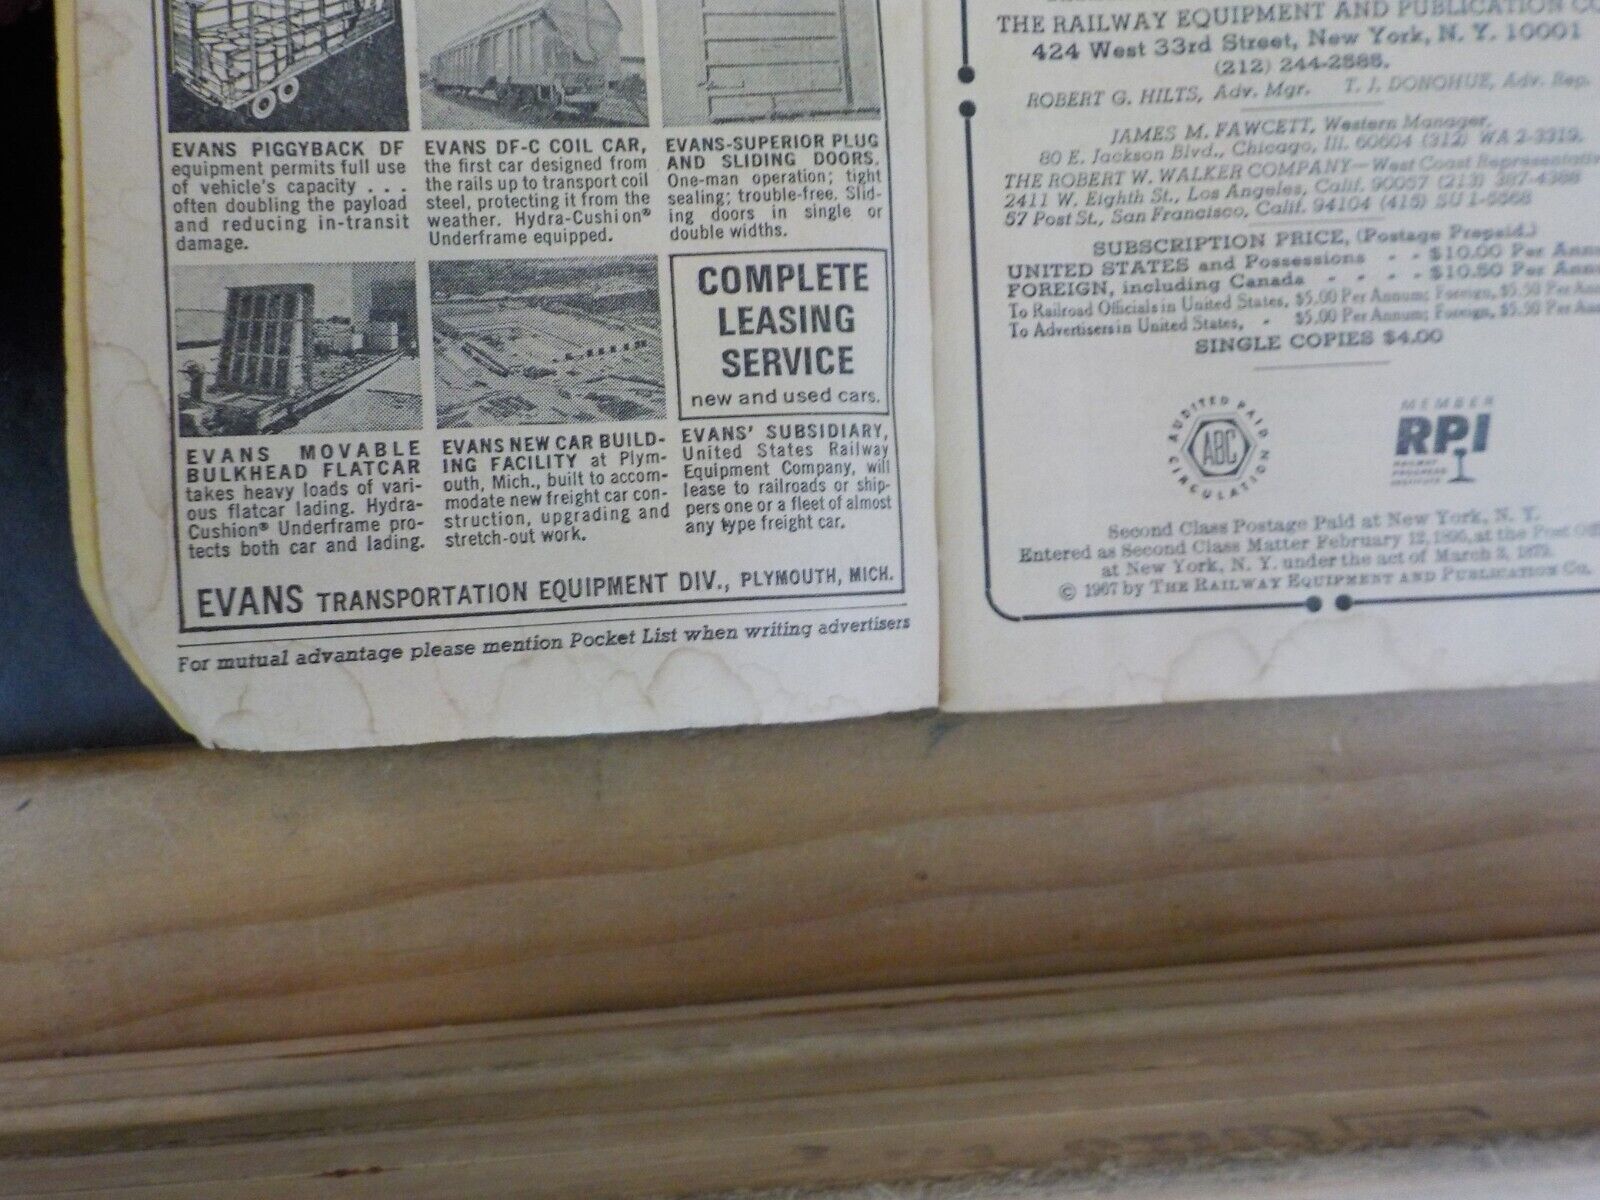 EVANS PIGGYBACK DF
equipment permits full use
of vehicle's capacity . . .
often doubling the payload
and reducing in-transit
damage.
EVANS DF-C COIL CAR,
the first car designed from
the rails up to transport coil
steel, protecting it from the
weather. Hydra-Cushion®
Underframe equipped.
EVANS-SUPERIOR PLUG
AND SLIDING DOORS.
One-man operation; tight
sealing; trouble-free. Slid-
ing doors in single or
double widths.
EVANS MOVABLE
BULKHEAD FLATCAR
takes heavy loads of vari-
ous flatcar lading. Hydra-
Cushion® Underframe pro-
tects both car and lading.
EVANS NEW CAR BUILD-
ING FACILITY at Plym-
outh, Mich., built to accom-
modate new freight car con-
struction, upgrading and
stretch-out work.
COMPLETE
LEASING
SERVICE
new and used cars.
EVANS' SUBSIDIARY,
United States Railway
Equipment Company, will
lease to railroads or ship-
pers one or a fleet of almost
any type freight car.
EVANS TRANSPORTATION EQUIPMENT DIV., PLYMOUTH, MICH.
For mutual advantage please mention Pocket List when writing advertisers
THE RAILWAY EQUIPMENT AND PUBLICATION CO
424 West 33rd Street, New York, N. Y. 10001
(212) 244-2585.
ROBERT G. HILTS, Adv. Mgr. T. J. DONOHUE, Adv. Rep.
JAMES M. FAWCETT, Western Manager,
80 E. Jackson Blvd., Chicago, Ill. 60604 (312) WA 2-3319.
THE ROBERT W. WALKER COMPANY—West Coast Representative
2411 W. Eighth St., Los Angeles, Calif. 90057 (213) 387-4388
57 Post St., San Francisco, Calif. 94104 (415) SU 1-5568
SUBSCRIPTION PRICE, (Postage Prepaid.)
UNITED STATES and Possessions - - $10.00 Per Annu
FOREIGN, including Canada - - - - $10.50 Per Annu
To Railroad Officials in United States, $5.00 Per Annum; Foreign, $5.50 Per Ann
To Advertisers in United States, - $5.00 Per Annum; Foreign, $5.50 Per Ann
SINGLE COPIES $4.00
AUDITED PAID CIRCULATION
ABC
MEMBER
RPI
RAILWAY
PROGRESS
INSTITUTE
Second Class Postage Paid at New York, N. Y.
Entered as Second Class Matter February 12, 1895, at the Post Offi
at New York, N. Y. under the act of March 3, 1879.
© 1967 by THE RAILWAY EQUIPMENT AND PUBLICATION CO.